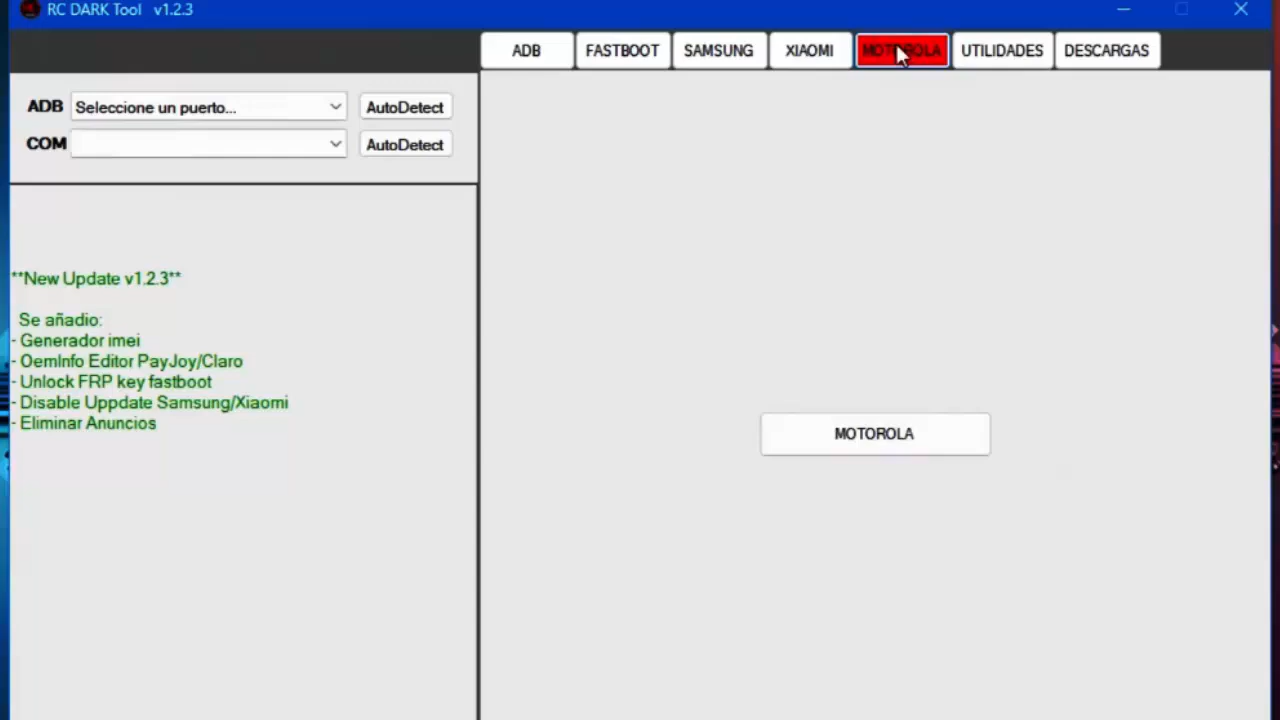 RC DARK Tool v1.2.3
ADB FASTBOOT SAMSUNG XIAOMI MOTOROLA UTILIDADES DESCARGAS
ADB Seleccione un puerto... AutoDetect
COM AutoDetect
**New Update v1.2.3**
Se añadio:
- Generador imei
- OemInfo Editor PayJoy/Claro
- Unlock FRP key fastboot
- Disable Uppdate Samsung/Xiaomi
- Eliminar Anuncios
MOTOROLA